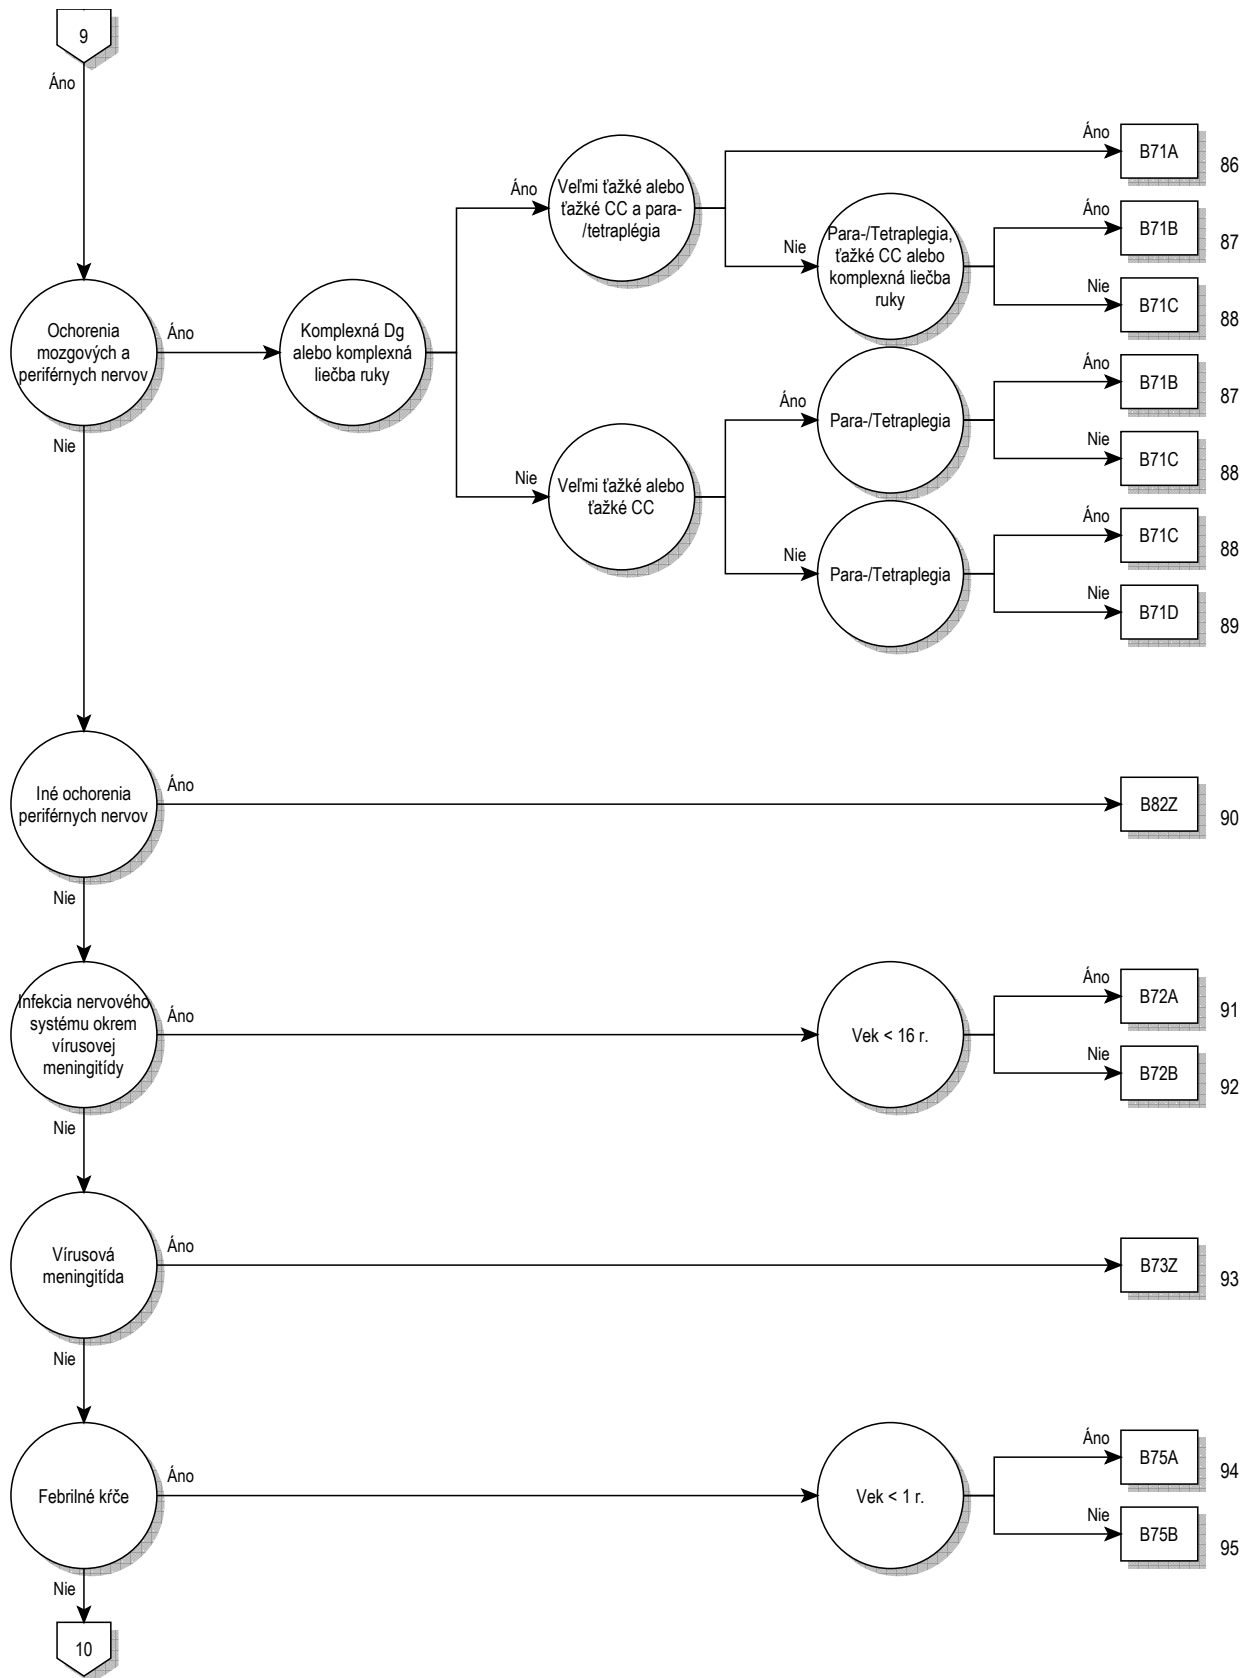 9
Áno
Áno
B71A
86
Áno
Veľmi ťažké alebo
ťažké CC a para-
/tetraplégia
Nie
Para-/Tetraplegia,
ťažké CC alebo
komplexná liečba
ruky
Áno
B71B
87
Nie
B71C
88
Ochorenia
mozgových a
periférnych nervov
Áno
Komplexná Dg
alebo komplexná
liečba ruky
Nie
Nie
Veľmi ťažké alebo
ťažké CC
Áno
Para-/Tetraplegia
Áno
B71B
87
Nie
B71C
88
Nie
Para-/Tetraplegia
Áno
B71C
88
Nie
B71D
89
Iné ochorenia
periférnych nervov
Áno
B82Z
90
Nie
Infekcia nervového
systému okrem
vírusovej
meningitídy
Áno
Vek < 16 r.
Áno
B72A
91
Nie
B72B
92
Nie
Vírusová
meningitída
Áno
B73Z
93
Nie
Febrilné kŕče
Áno
Vek < 1 r.
Áno
B75A
94
Nie
B75B
95
Nie
10